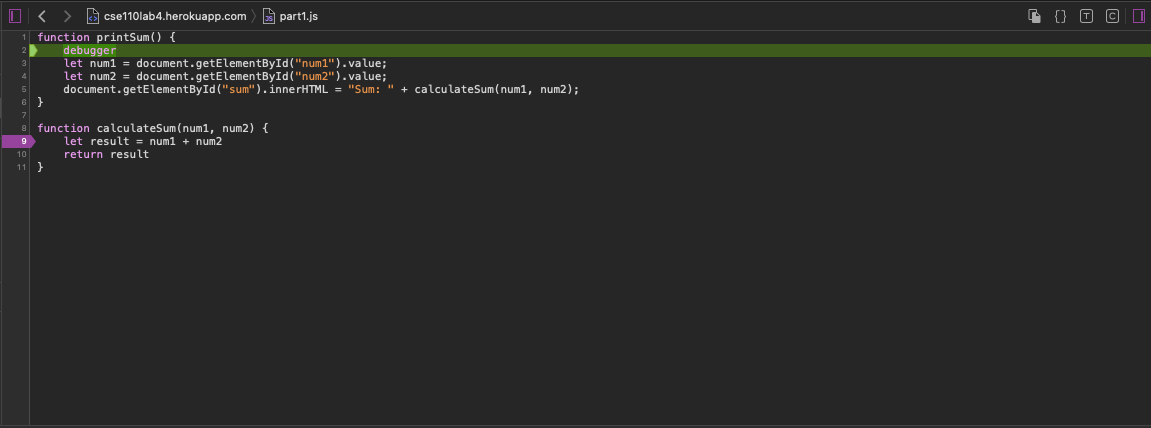 cse110lab4.herokuapp.com part1.js T C
1 function printSum() {
2     debugger
3     let num1 = document.getElementById("num1").value;
4     let num2 = document.getElementById("num2").value;
5     document.getElementById("sum").innerHTML = "Sum: " + calculateSum(num1, num2);
6 }
7
8 function calculateSum(num1, num2) {
9     let result = num1 + num2
10     return result
11 }